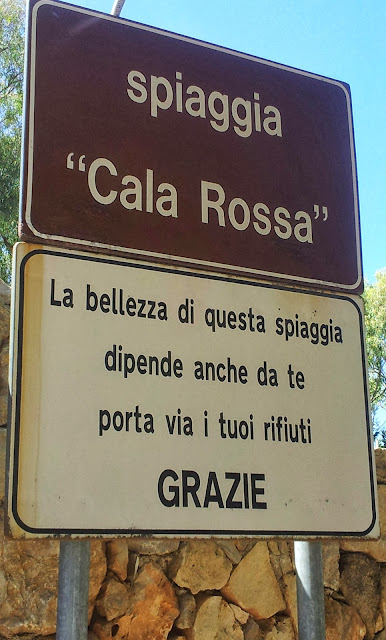 spiaggia
“Cala Rossa”
La bellezza di questa spiaggia
dipende anche da te
porta via i tuoi rifiuti
GRAZIE